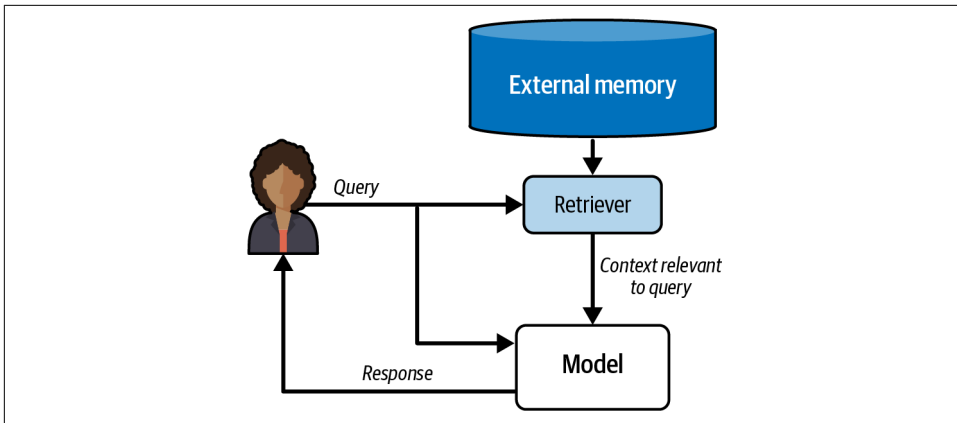 External memory
Query
Retriever
Context relevant
to query
Model
Response